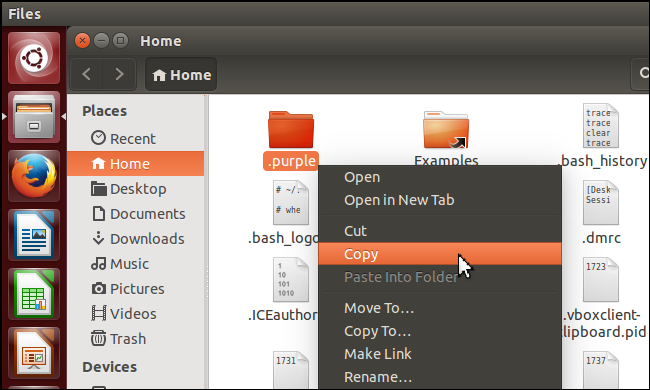 Files
Home
Home
Places
Recent
Home
Desktop
Documents
Downloads
Music
Pictures
Videos
Trash
Devices
.purple
Examples
trace
trace
clear
trace
.bash_history
# ~/.
# whe
.bash_logo
[Desk
Sessi
.dmrc
1
10
101
1010
.ICEauthor
1723
.vboxclient-
clipboard.pid
1731
1737
Open
Open in New Tab
Cut
Copy
Paste Into Folder
Move To…
Copy To…
Make Link
Rename…